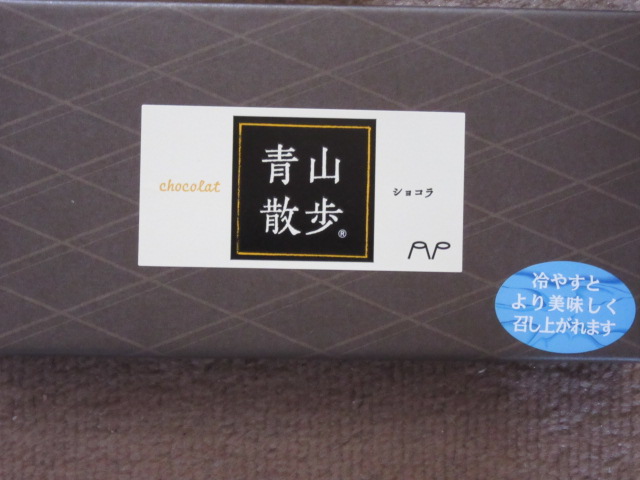 chocolat
青山
散歩®
ショコラ
AP
冷やすと
より美味しく
召し上がれます